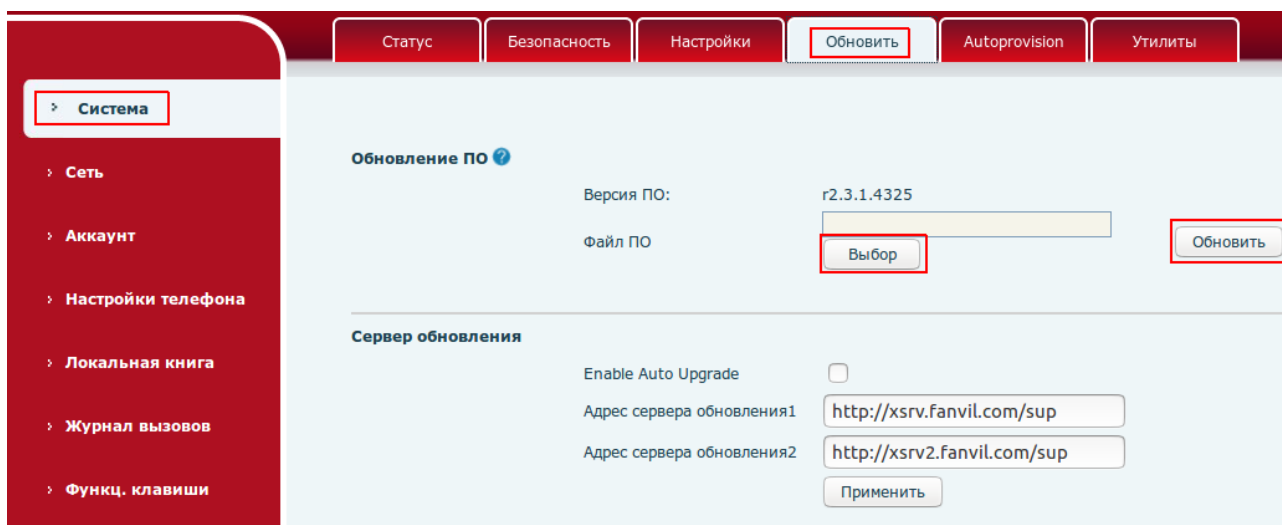 Статус Безопасность Настройки Обновить Autoprovision Утилиты
› Система
› Сеть
› Аккаунт
› Настройки телефона
› Локальная книга
› Журнал вызовов
› Функц. клавиши
Обновление ПО ?
Версия ПО: r2.3.1.4325
Файл ПО
Выбор
Обновить
Сервер обновления
Enable Auto Upgrade
Адрес сервера обновления1 http://xsrv.fanvil.com/sup
Адрес сервера обновления2 http://xsrv2.fanvil.com/sup
Применить